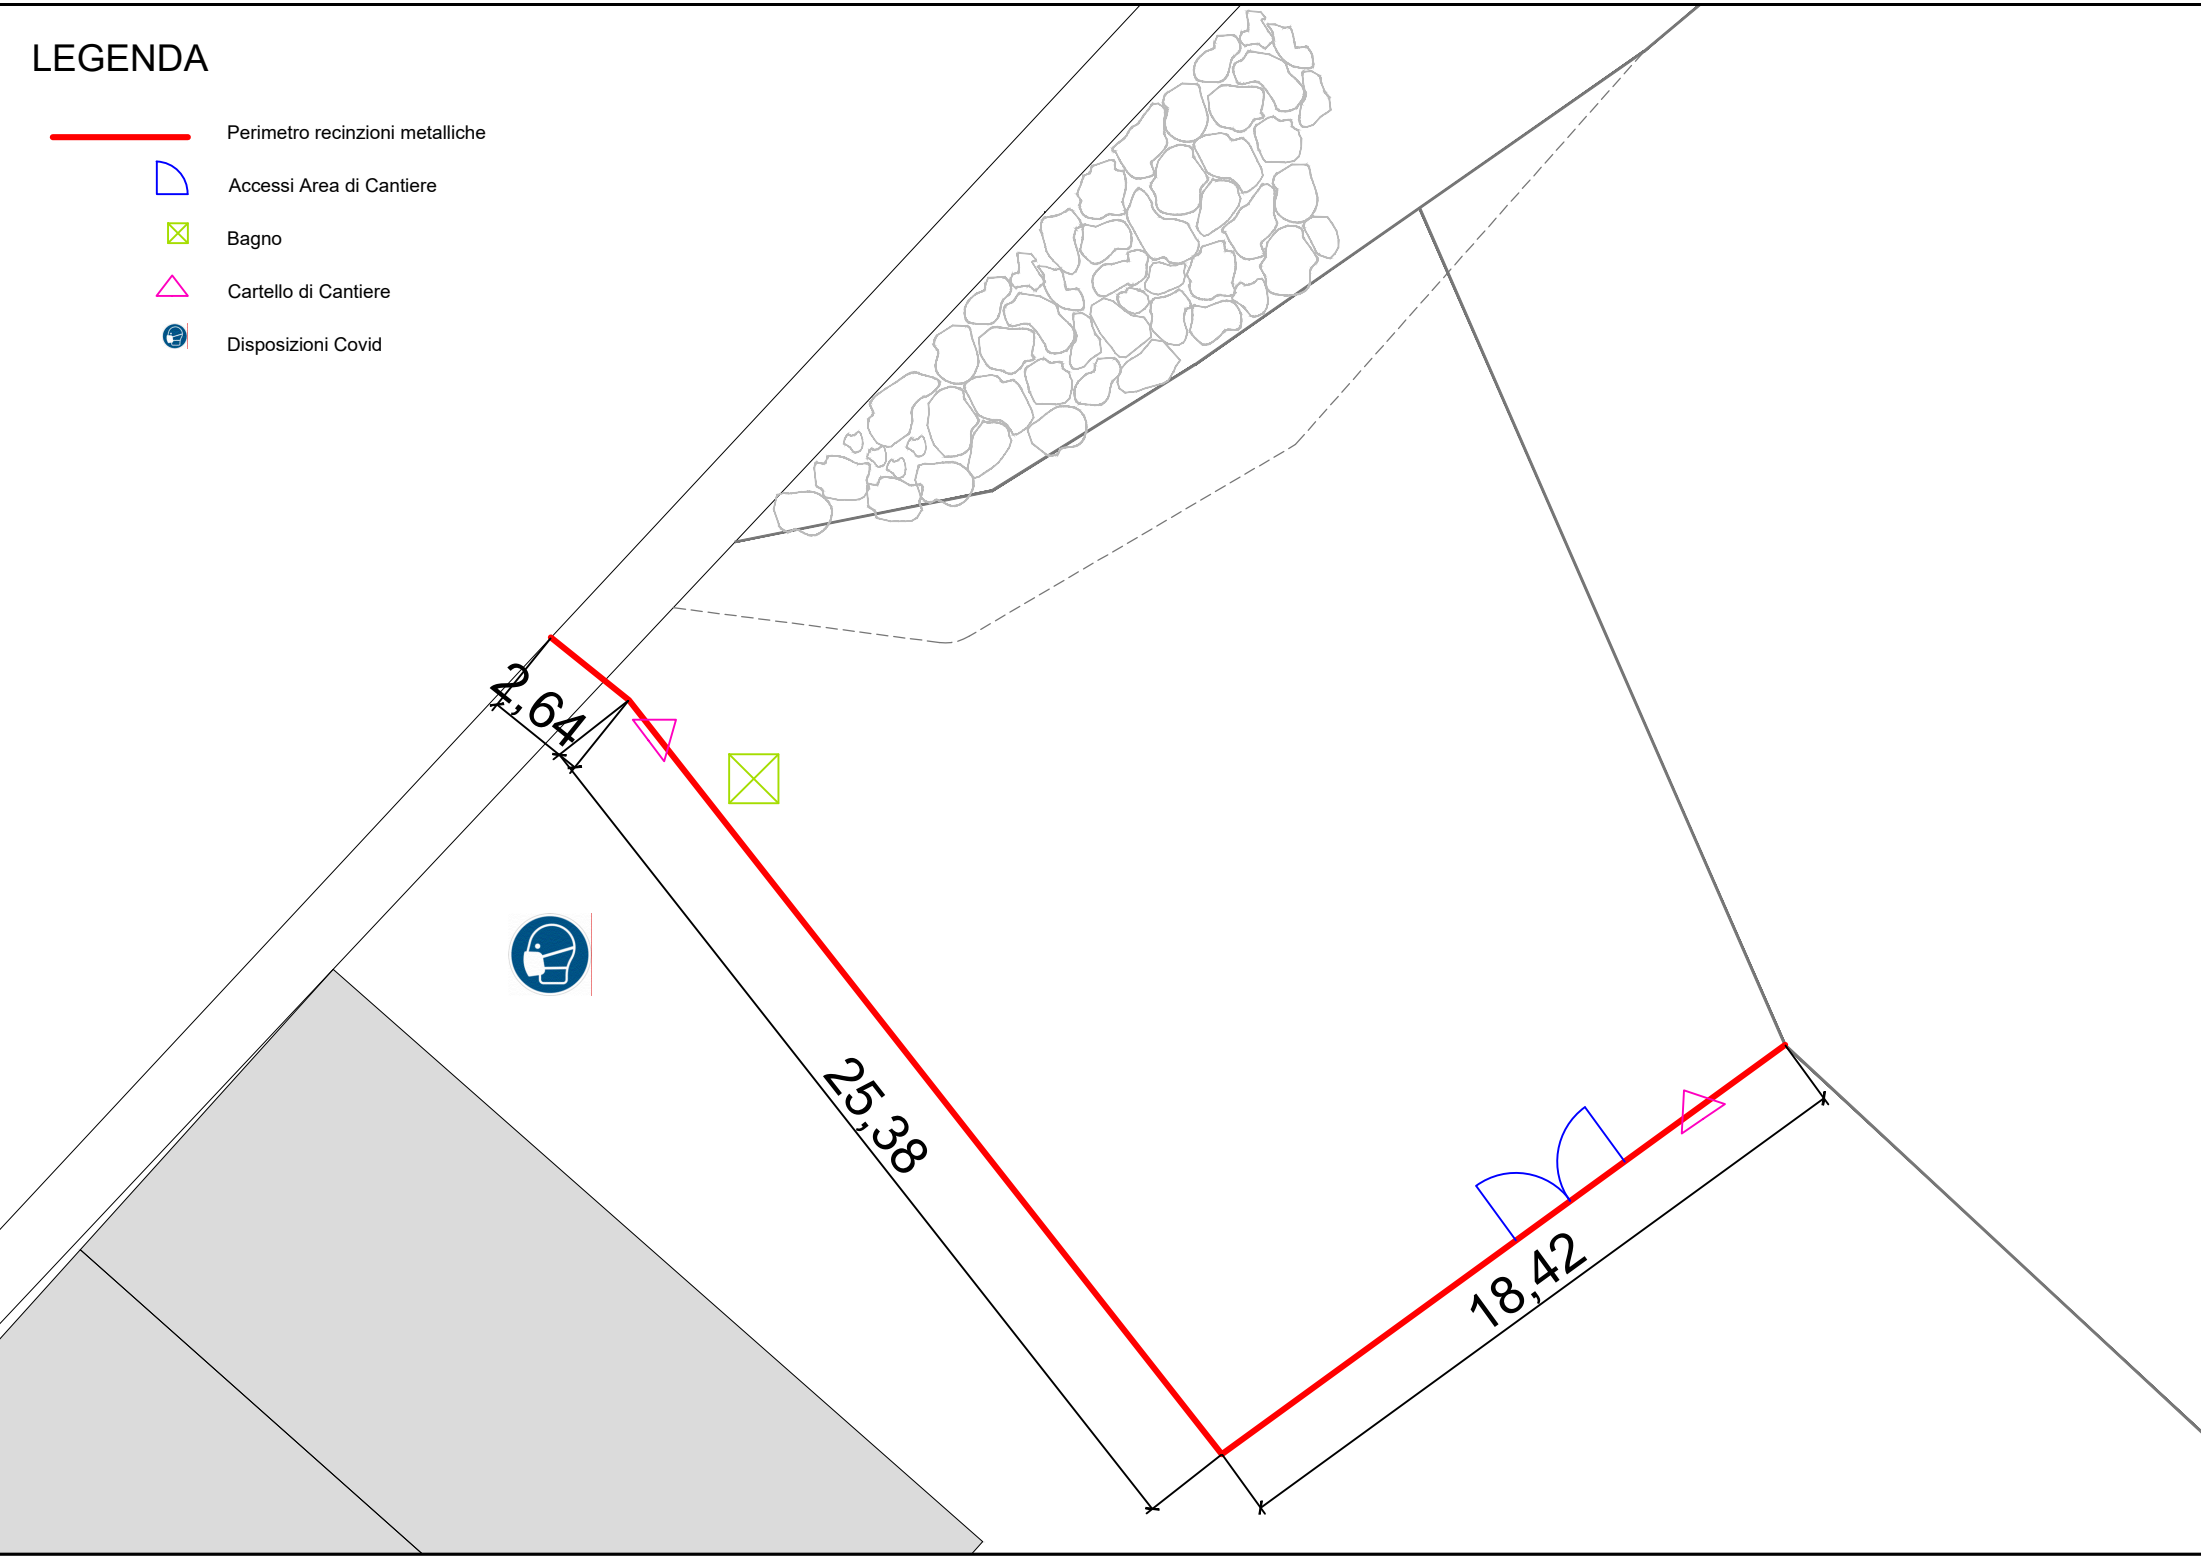 LEGENDA
Perimetro recinzioni metalliche
Accessi Area di Cantiere
Bagno
Cartello di Cantiere
Disposizioni Covid
2,64
25,38
18,42